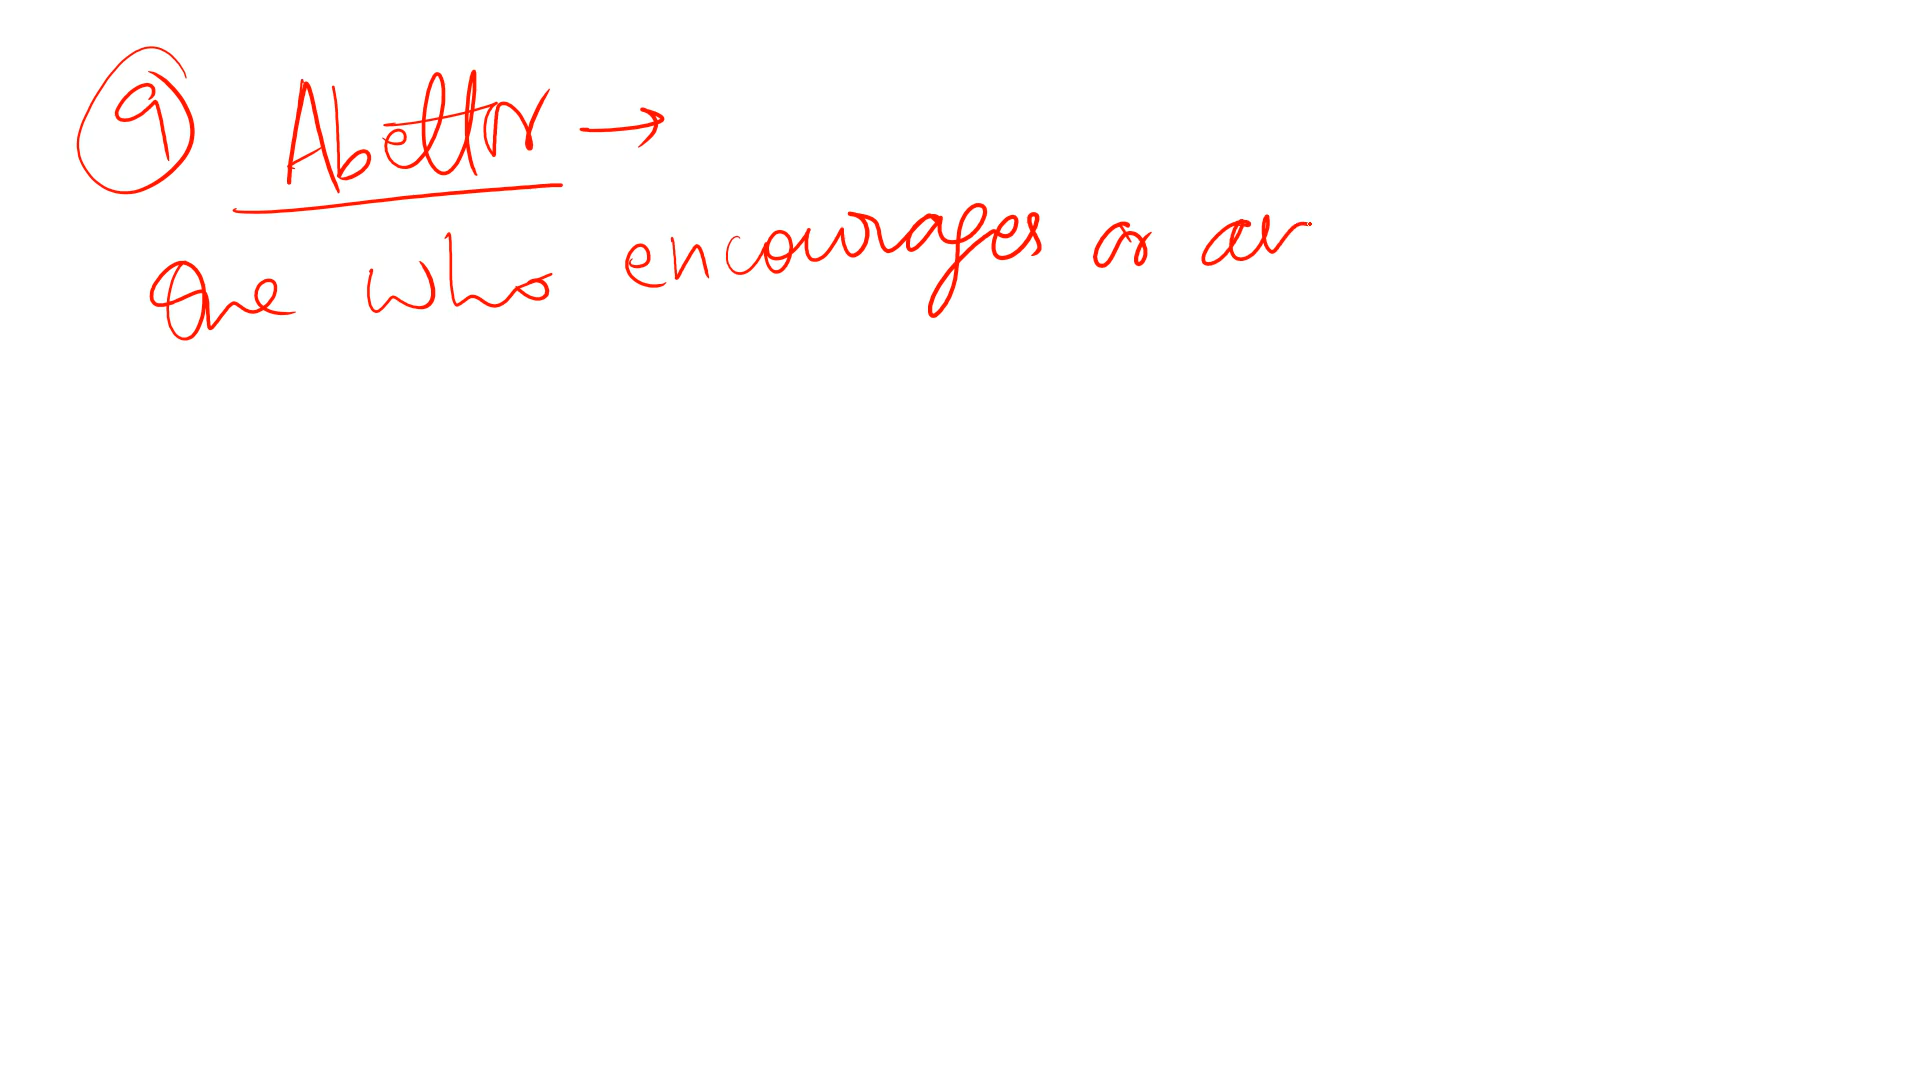 9 Abettor →
One who encourages or